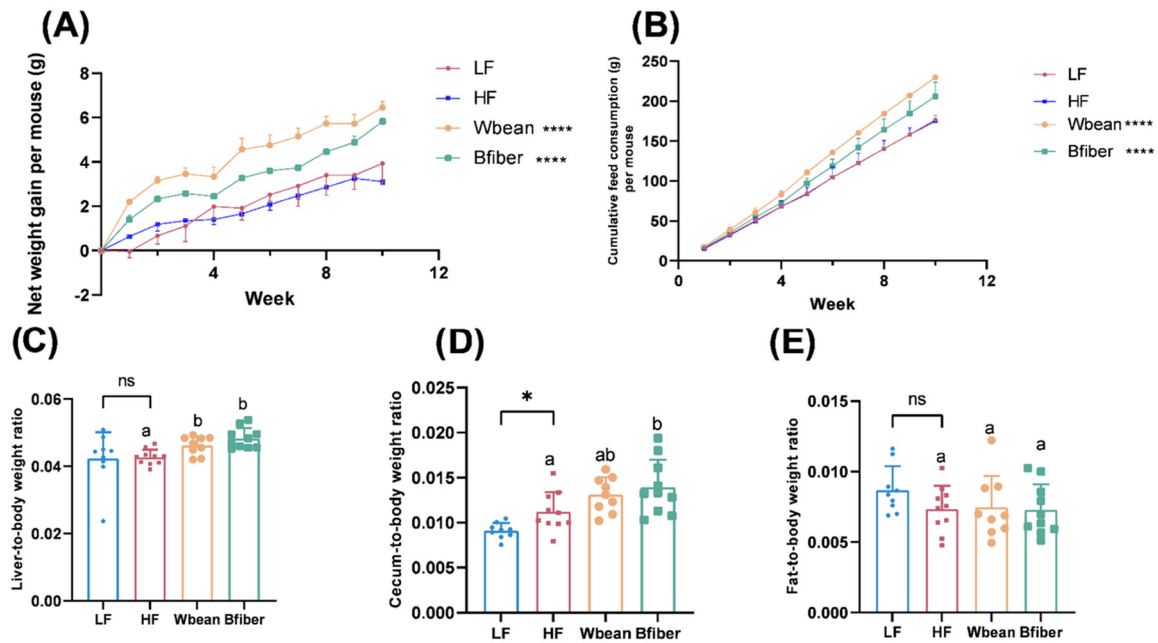 (A)
Net weight gain per mouse (g)
8
6
4
2
0
-2
4
8
12
Week
LF
HF
Wbean ****
Bfiber ****
(B)
Cumulative feed consumption (g)
per mouse
250
200
150
100
50
0
0
4
8
12
Week
LF
HF
Wbean ****
Bfiber ****
(C)
Liver-to-body weight ratio
0.06
0.04
0.02
0.00
ns
a
b
b
LF HF Wbean Bfiber
(D)
Cecum-to-body weight ratio
0.025
0.020
0.015
0.010
0.005
0.000
*
a
ab
b
LF HF Wbean Bfiber
(E)
Fat-to-body weight ratio
0.015
0.010
0.005
0.000
ns
a
a
a
LF HF Wbean Bfiber